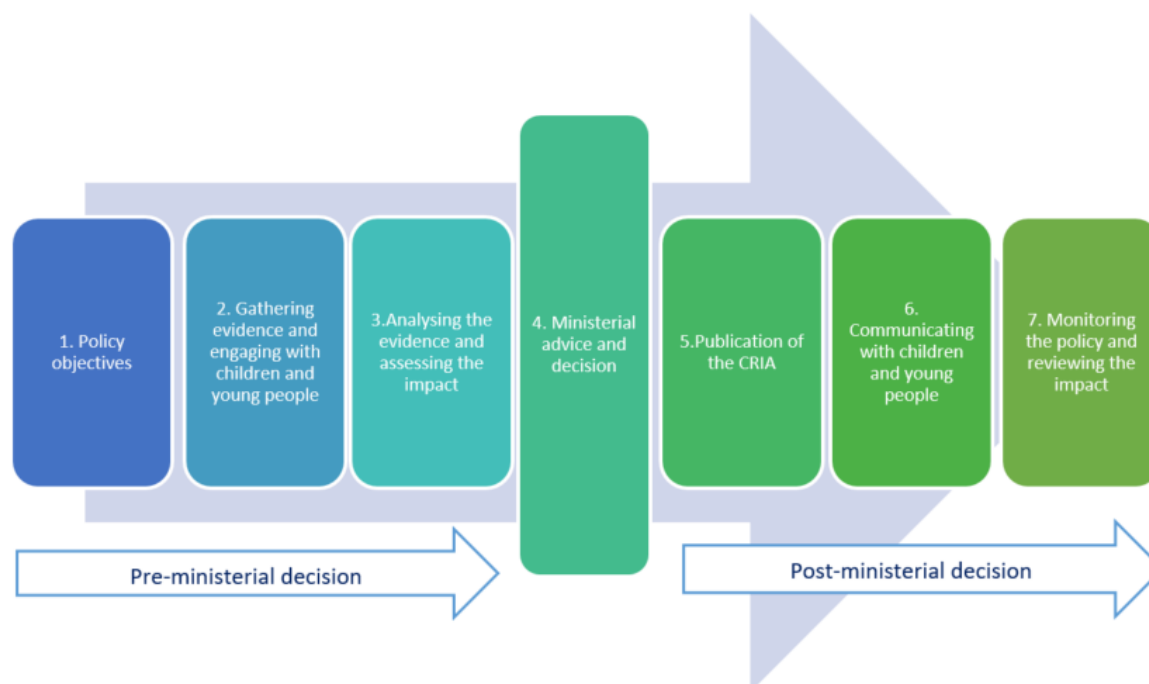 1. Policy
objectives
2. Gathering
evidence and
engaging with
children and
young people
3.Analysing the
evidence and
assessing the
impact
4. Ministerial
advice and
decision
5.Publication of
the CRIA
6.
Communicating
with children
and young
people
7. Monitoring
the policy and
reviewing the
impact
Pre-ministerial decision
Post-ministerial decision